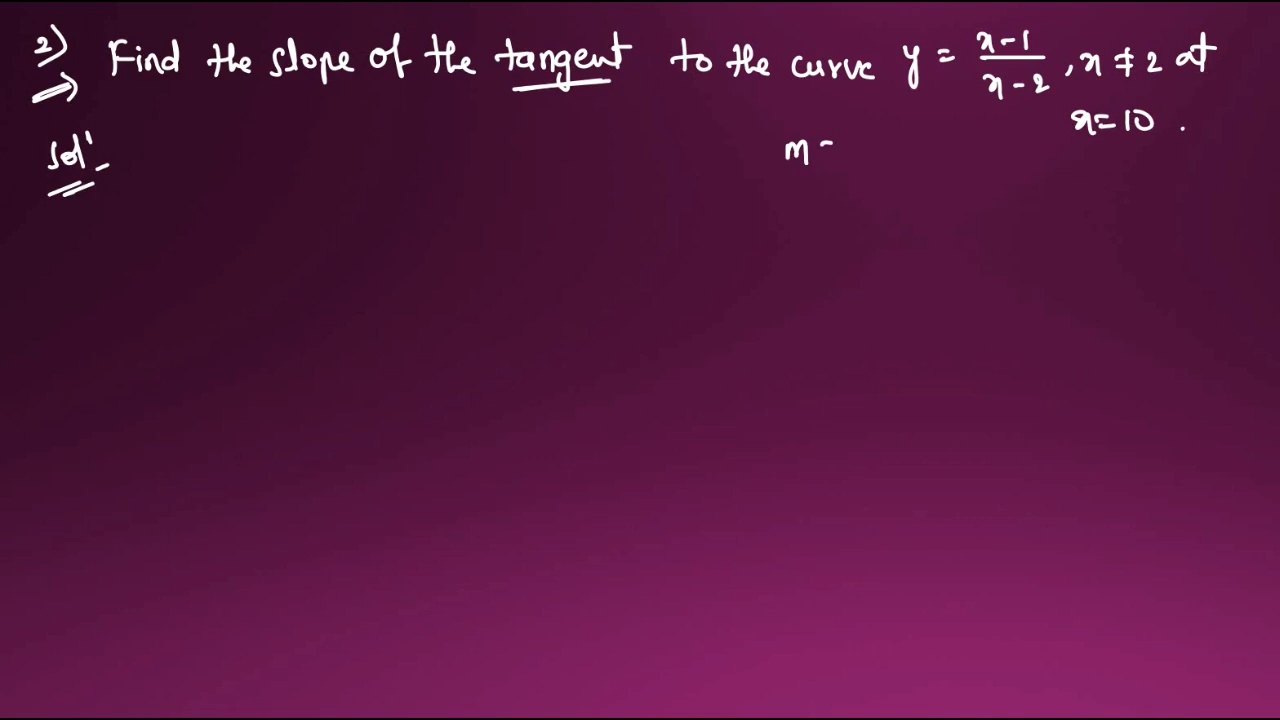 2) Find the slope of the tangent to the curve y = x-1/x-2, x ≠ 2 at
x=10.
m =
Sol'-